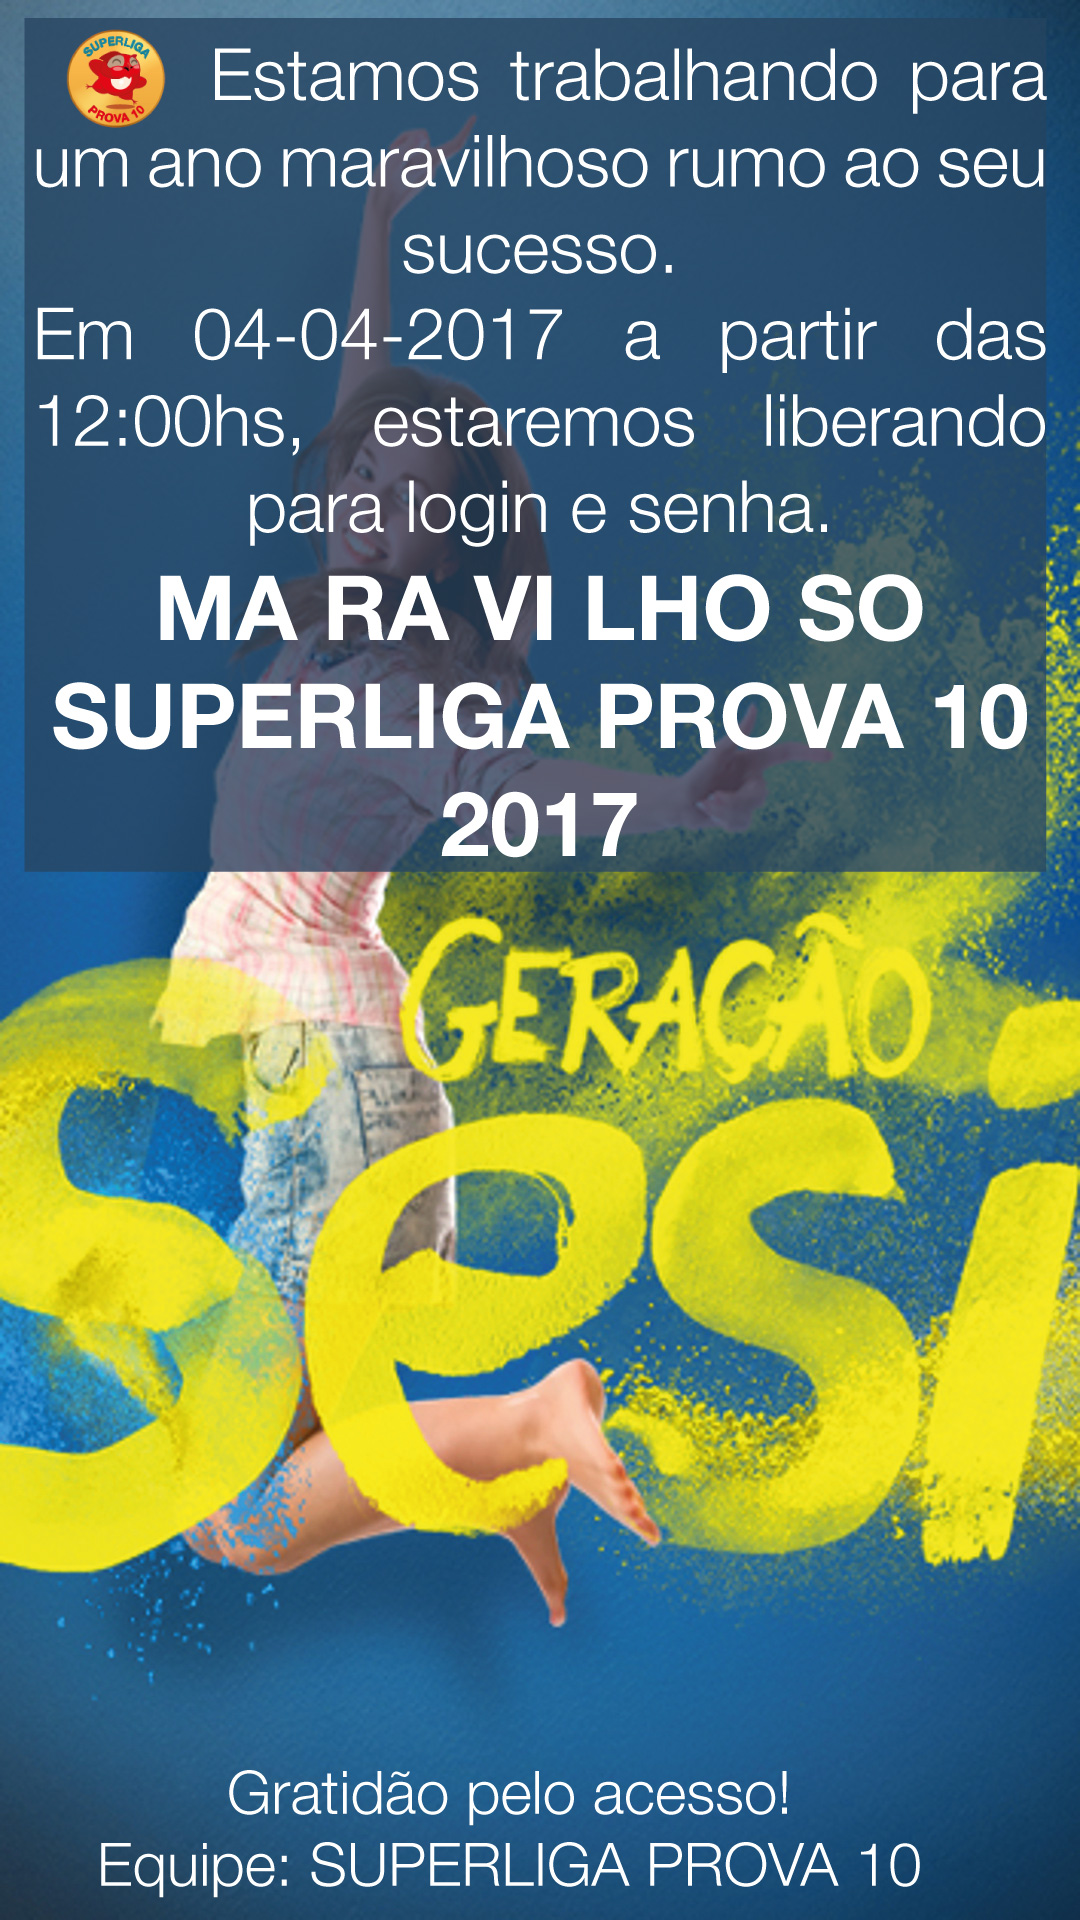 SUPERLIGA
PROVA 10
Estamos trabalhando para
um ano maravilhoso rumo ao seu
sucesso.
Em 04-04-2017 a partir das
12:00hs, estaremos liberando
para login e senha.
MA RA VI LHO SO
SUPERLIGA PROVA 10
2017
GERAÇÃO
Sesi
Gratidão pelo acesso!
Equipe: SUPERLIGA PROVA 10